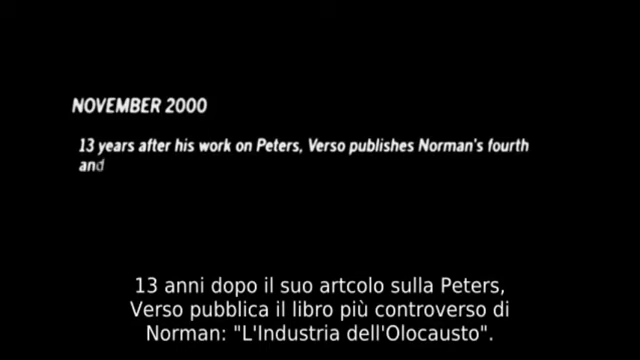 NOVEMBER 2000
13 years after his work on Peters, Verso publishes Norman's fourth
and
13 anni dopo il suo artcolo sulla Peters,
Verso pubblica il libro più controverso di
Norman: "L'Industria dell'Olocausto".